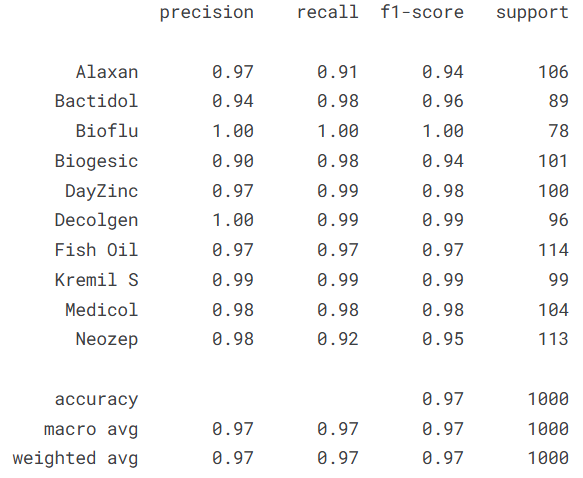 precision recall f1-score support
Alaxan 0.97 0.91 0.94 106
Bactidol 0.94 0.98 0.96 89
Bioflu 1.00 1.00 1.00 78
Biogesic 0.90 0.98 0.94 101
DayZinc 0.97 0.99 0.98 100
Decolgen 1.00 0.99 0.99 96
Fish Oil 0.97 0.97 0.97 114
Kremil S 0.99 0.99 0.99 99
Medicol 0.98 0.98 0.98 104
Neozep 0.98 0.92 0.95 113
accuracy 0.97 1000
macro avg 0.97 0.97 0.97 1000
weighted avg 0.97 0.97 0.97 1000